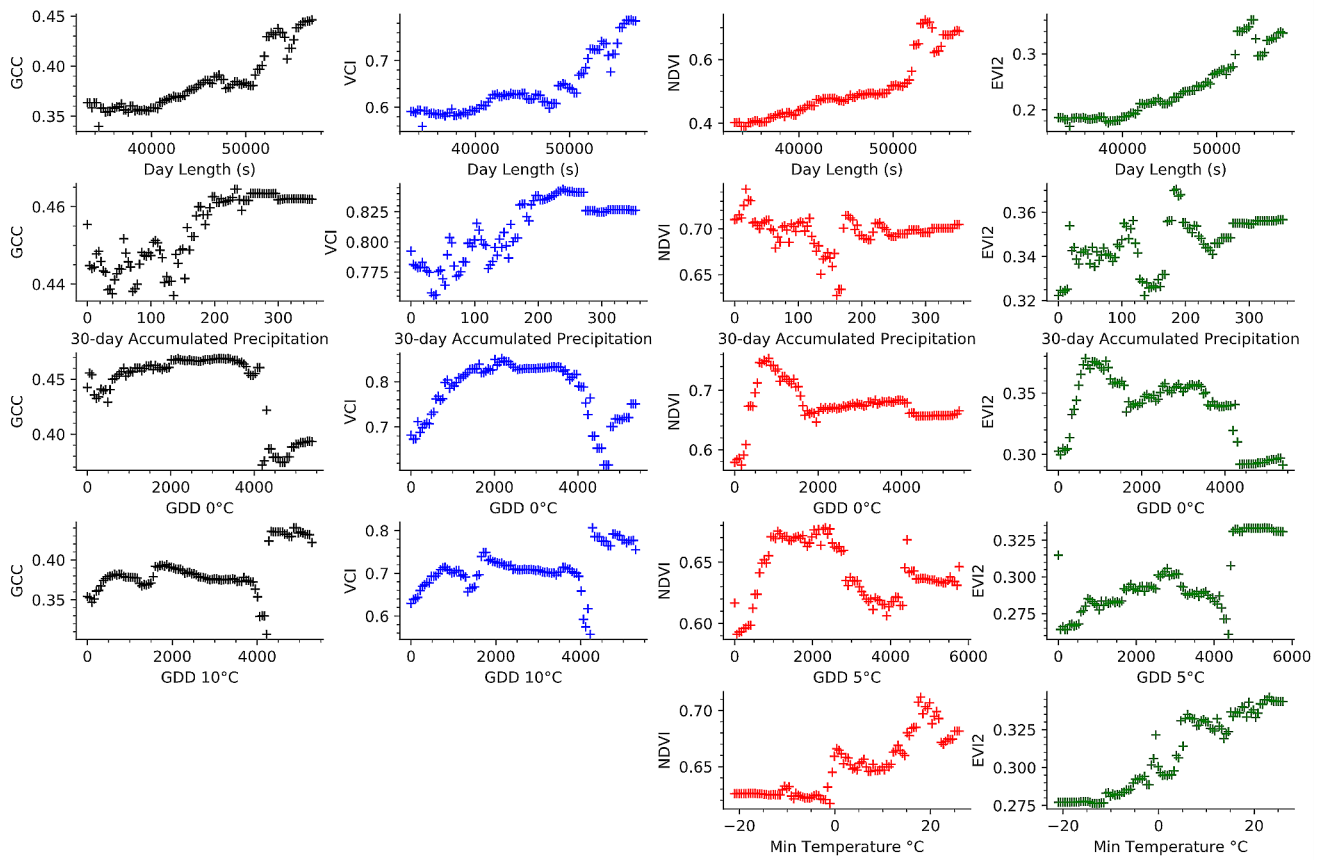 GCC
0.45
0.40
0.35
40000
50000
Day Length (s)
VCI
0.7
0.6
40000
50000
Day Length (s)
NDVI
0.6
0.4
40000
50000
Day Length (s)
EVI2
0.3
0.2
40000
50000
Day Length (s)
GCC
0.46
0.44
0
100
200
300
30-day Accumulated Precipitation
VCI
0.825
0.800
0.775
0
100
200
300
NDVI
0.70
0.65
0
100
200
300
30-day Accumulated Precipitation
EVI2
0.36
0.34
0.32
0
100
200
300
30-day Accumulated Precipitation
GCC
0.45
0.40
0
2000
4000
GDD 0°C
VCI
0.8
0.7
0
2000
4000
GDD 0°C
NDVI
0.7
0.6
0
2000
4000
GDD 0°C
EVI2
0.35
0.30
0
2000
4000
GDD 0°C
GCC
0.40
0.35
0
2000
4000
GDD 10°C
VCI
0.8
0.7
0.6
0
2000
4000
GDD 10°C
NDVI
0.65
0.60
0
2000
4000
6000
GDD 5°C
EVI2
0.325
0.300
0.275
0
2000
4000
6000
GDD 5°C
NDVI
0.70
0.65
−20
0
20
Min Temperature °C
EVI2
0.325
0.300
0.275
−20
0
20
Min Temperature °C